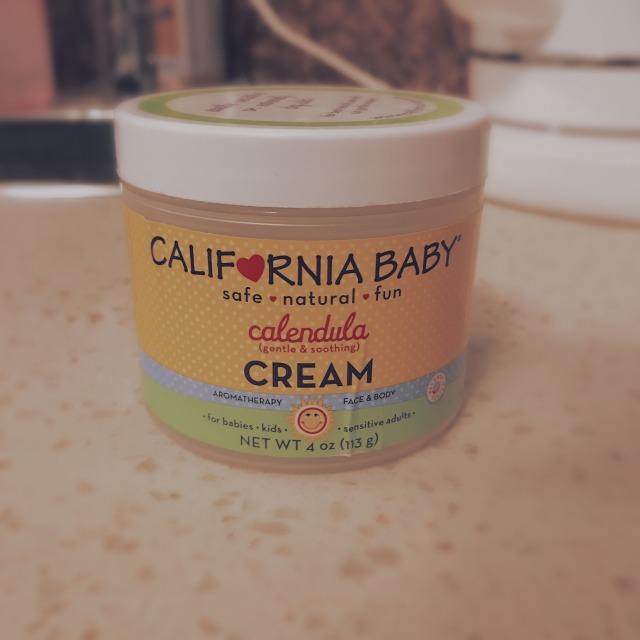 CALIFORNIA BABY®
safe • natural • fun
calendula
(gentle & soothing)
CREAM
AROMATHERAPY FACE & BODY
• for babies • kids • • sensitive adults •
NET WT 4 oz (113 g)